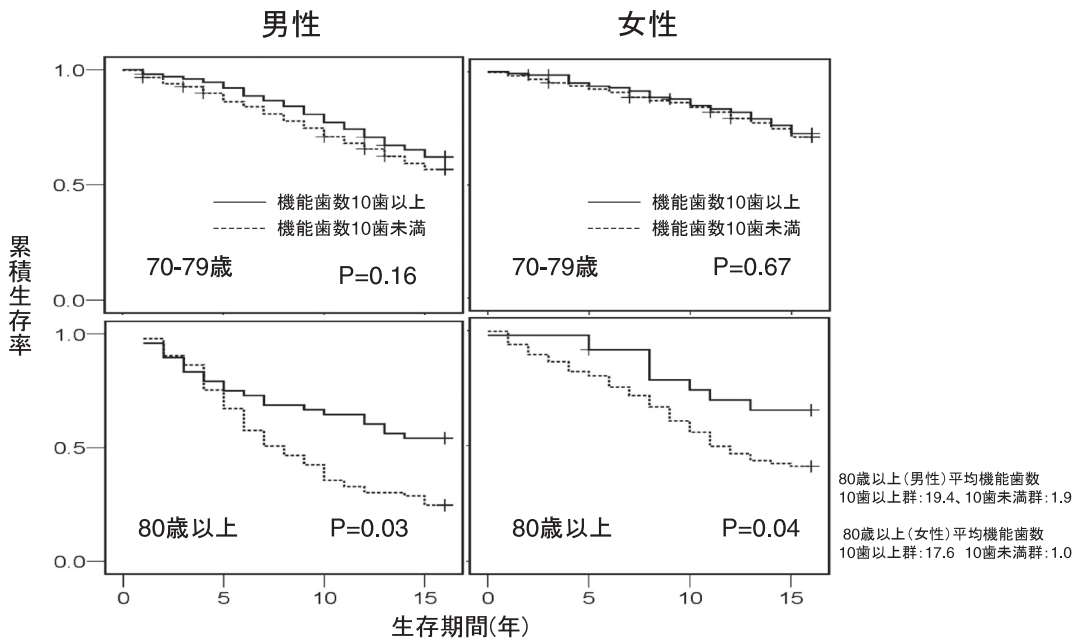 男性
女性
累積生存率
1.0
0.5
0.0
機能歯数10歯以上
機能歯数10歯未満
70-79歳
P=0.16
機能歯数10歯以上
機能歯数10歯未満
70-79歳
P=0.67
1.0
0.5
0.0
80歳以上
P=0.03
80歳以上
P=0.04
0 5 10 15
0 5 10 15
生存期間(年)
80歳以上(男性)平均機能歯数
10歯以上群:19.4、10歯未満群:1.9
80歳以上(女性)平均機能歯数
10歯以上群:17.6 10歯未満群:1.0